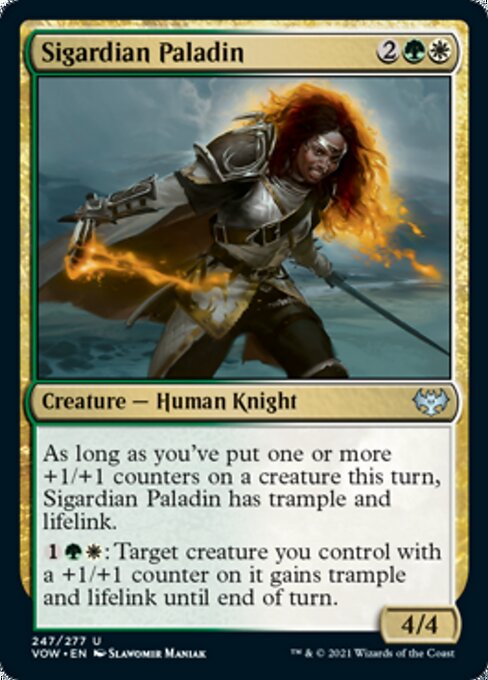 Sigardian Paladin 2
Creature — Human Knight
As long as you've put one or more
+1/+1 counters on a creature this turn,
Sigardian Paladin has trample and
lifelink.
1 : Target creature you control with
a +1/+1 counter on it gains trample
and lifelink until end of turn.
4/4
247/277 U
VOW • EN Slawomir Maniak
™ & © 2021 Wizards of the Coast